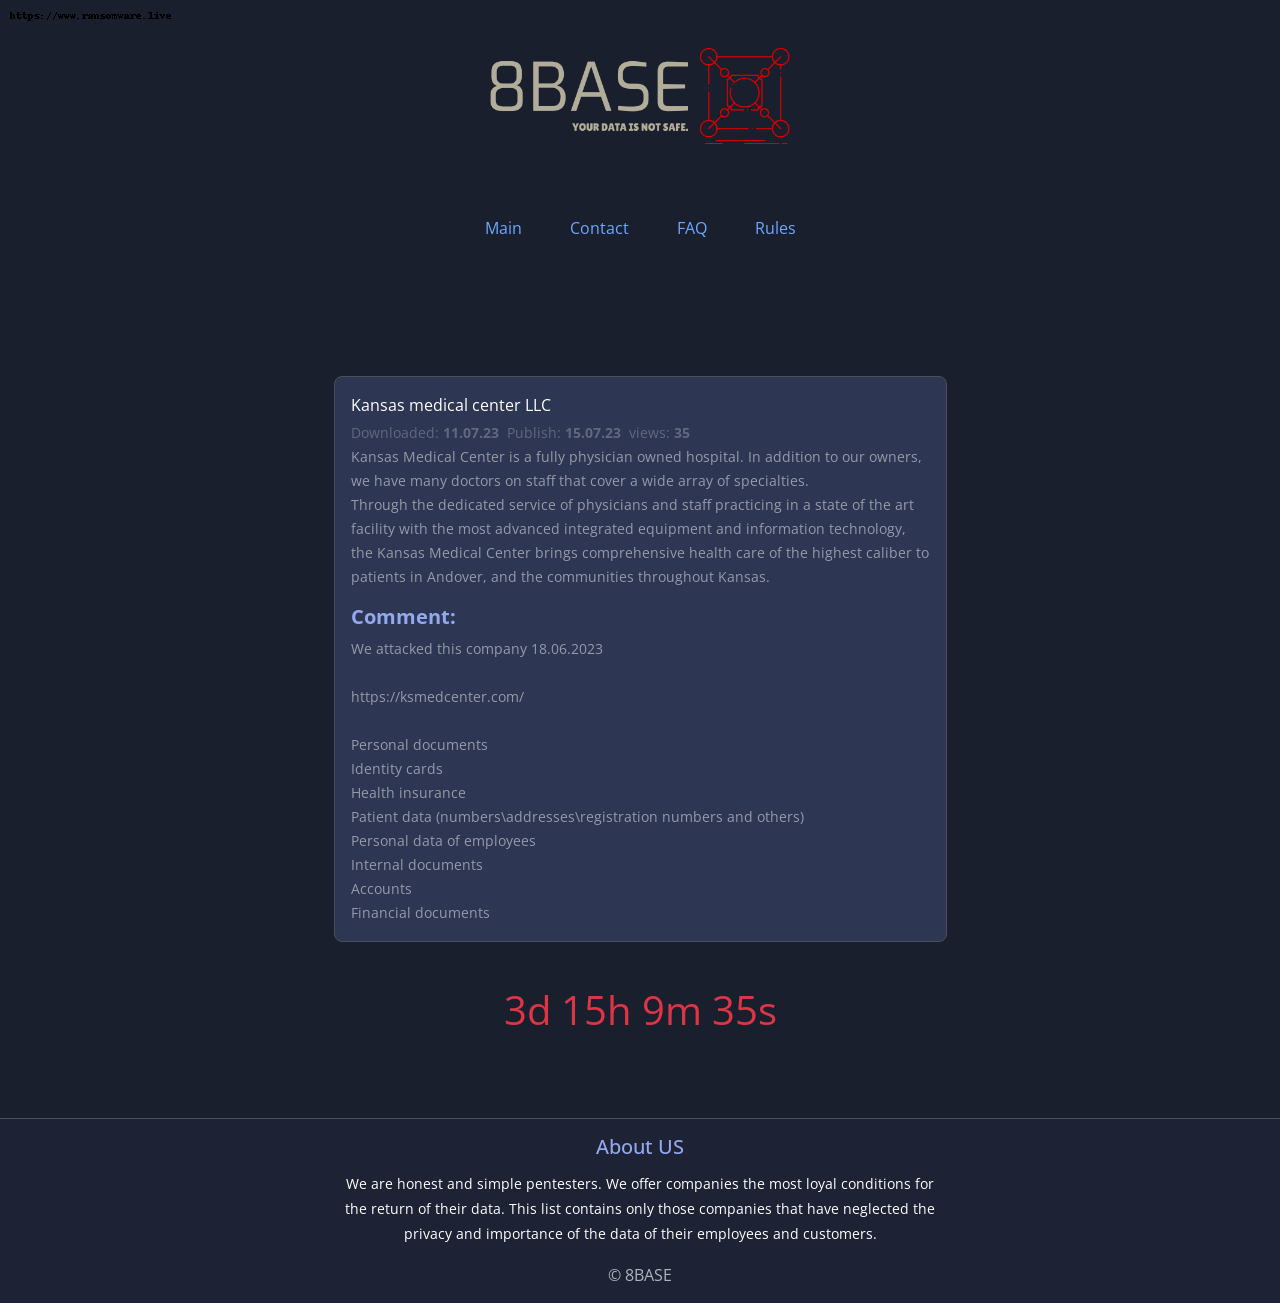 https://www.ransomware.live
8BASE
YOUR DATA IS NOT SAFE.
Main Contact FAQ Rules
Kansas medical center LLC
Downloaded: 11.07.23 Publish: 15.07.23 views: 35
Kansas Medical Center is a fully physician owned hospital. In addition to our owners,
we have many doctors on staff that cover a wide array of specialties.
Through the dedicated service of physicians and staff practicing in a state of the art
facility with the most advanced integrated equipment and information technology,
the Kansas Medical Center brings comprehensive health care of the highest caliber to
patients in Andover, and the communities throughout Kansas.
Comment:
We attacked this company 18.06.2023
https://ksmedcenter.com/
Personal documents
Identity cards
Health insurance
Patient data (numbers\addresses\registration numbers and others)
Personal data of employees
Internal documents
Accounts
Financial documents
3d 15h 9m 35s
About US
We are honest and simple pentesters. We offer companies the most loyal conditions for
the return of their data. This list contains only those companies that have neglected the
privacy and importance of the data of their employees and customers.
© 8BASE